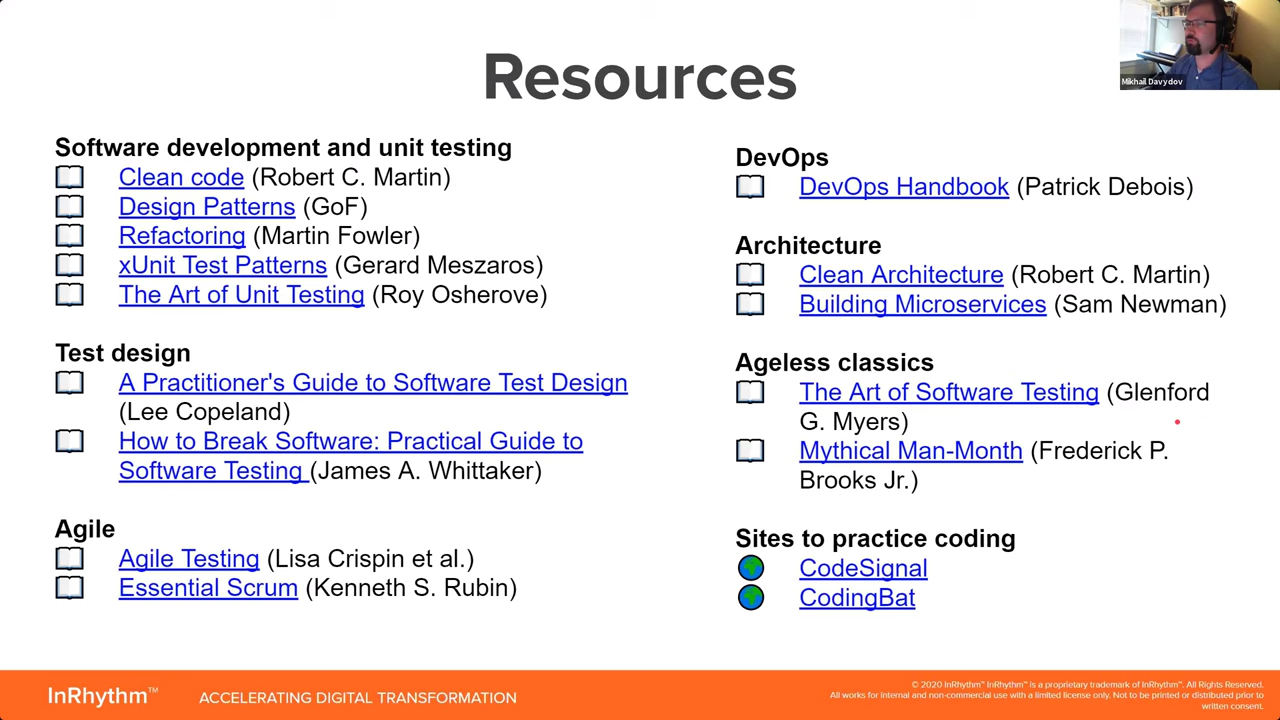 Resources
Mikhail Davydov
Software development and unit testing
Clean code (Robert C. Martin)
Design Patterns (GoF)
Refactoring (Martin Fowler)
xUnit Test Patterns (Gerard Meszaros)
The Art of Unit Testing (Roy Osherove)
Test design
A Practitioner's Guide to Software Test Design
(Lee Copeland)
How to Break Software: Practical Guide to
Software Testing (James A. Whittaker)
Agile
Agile Testing (Lisa Crispin et al.)
Essential Scrum (Kenneth S. Rubin)
DevOps
DevOps Handbook (Patrick Debois)
Architecture
Clean Architecture (Robert C. Martin)
Building Microservices (Sam Newman)
Ageless classics
The Art of Software Testing (Glenford
G. Myers)
Mythical Man-Month (Frederick P.
Brooks Jr.)
Sites to practice coding
CodeSignal
CodingBat
InRhythm™ ACCELERATING DIGITAL TRANSFORMATION
© 2020 InRhythm™ InRhythm™ is a proprietary trademark of InRhythm™. All Rights Reserved.
All works for internal and non-commercial use with a limited license only. Not to be printed or distributed prior to
written consent.